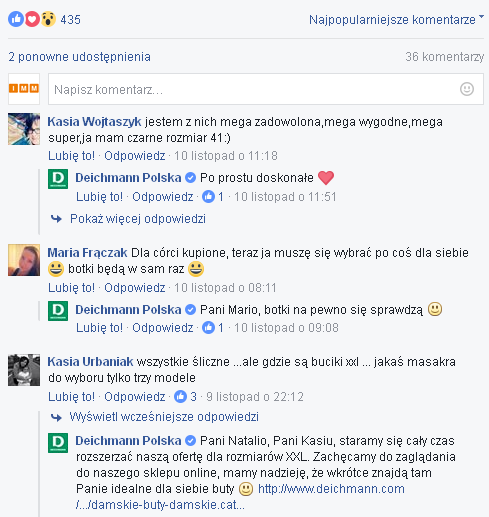 435
Najpopularniejsze komentarze
2 ponowne udostępnienia
36 komentarzy
IMM
Napisz komentarz...
Kasia Wojtaszyk jestem z nich mega zadowolona,mega wygodne,mega
super,ja mam czarne rozmiar 41:)
Lubię to! · Odpowiedz · 10 listopad o 11:18
D
Deichmann Polska Po prostu doskonałe ❤
Lubię to! · Odpowiedz · 1 · 10 listopad o 11:51
Pokaż więcej odpowiedzi
Maria Frączak Dla córci kupione, teraz ja muszę się wybrać po coś dla siebie
😀 botki będą w sam raz 😀
Lubię to! · Odpowiedz · 10 listopad o 08:11
D
Deichmann Polska Pani Mario, botki na pewno się sprawdzą 🙂
Lubię to! · Odpowiedz · 1 · 10 listopad o 09:08
Kasia Urbaniak wszystkie śliczne ...ale gdzie są buciki xxl ... jakaś masakra
do wyboru tylko trzy modele
Lubię to! · Odpowiedz · 3 · 9 listopad o 22:12
Wyświetl wcześniejsze odpowiedzi
D
Deichmann Polska Pani Natalio, Pani Kasiu, staramy się cały czas
rozszerzać naszą ofertę dla rozmiarów XXL. Zachęcamy do zaglądania
do naszego sklepu online, mamy nadzieję, że wkrótce znajdą tam
Panie idealne dla siebie buty 🙂 http://www.deichmann.com
/.../damskie-buty-damskie.cat...